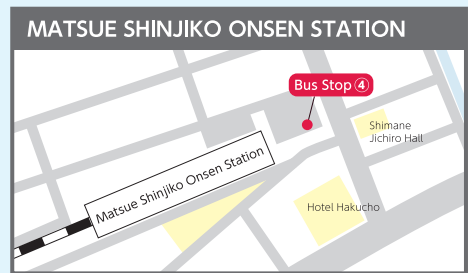 MATSUE SHINJIKO ONSEN STATION
Bus Stop ④
Shimane
Jichiro Hall
Matsue Shinjiko Onsen Station
Hotel Hakucho